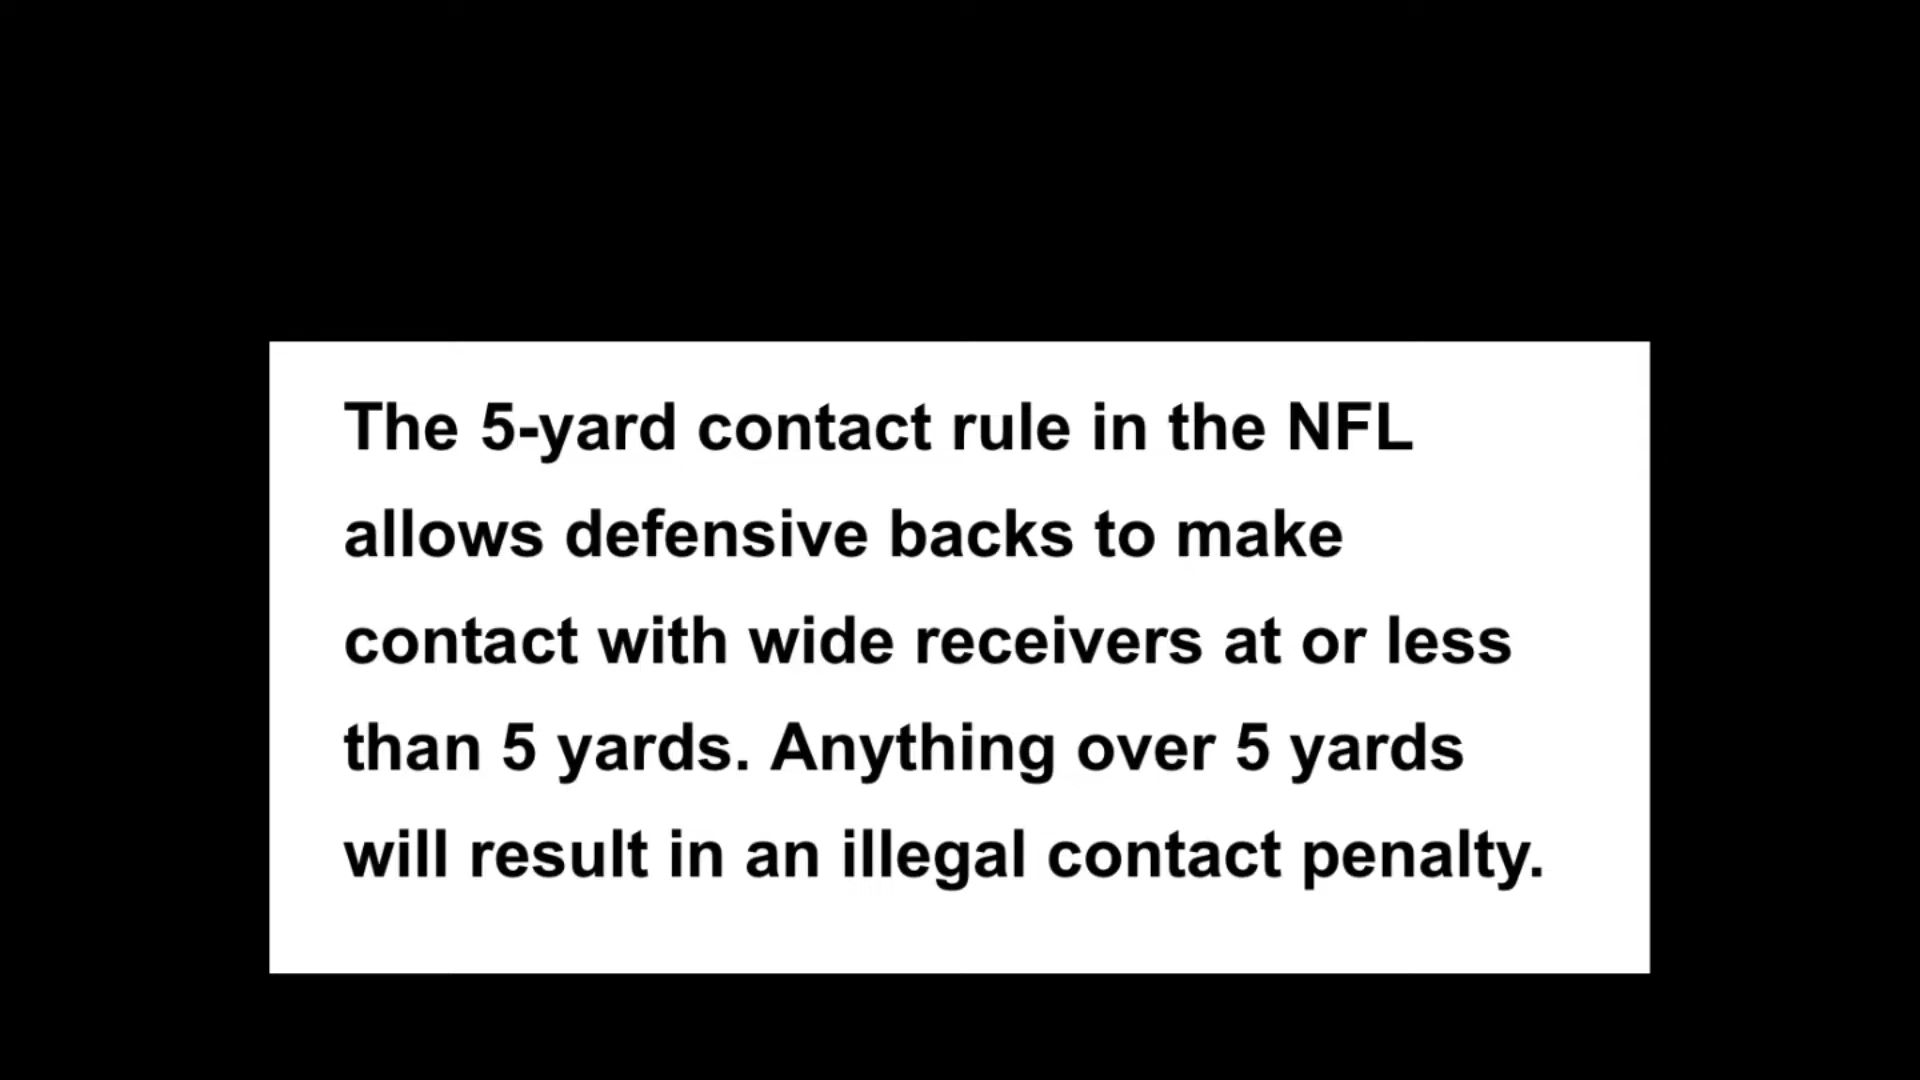 The 5-yard contact rule in the NFL
allows defensive backs to make
contact with wide receivers at or less
than 5 yards. Anything over 5 yards
will result in an illegal contact penalty.